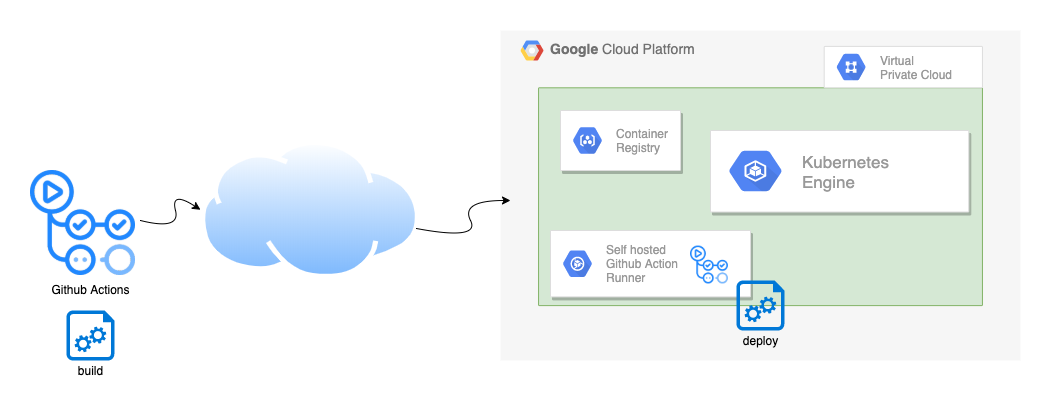 Google Cloud Platform
Virtual
Private Cloud
Container
Registry
Kubernetes
Engine
Self hosted
Github Action
Runner
Github Actions
build
deploy